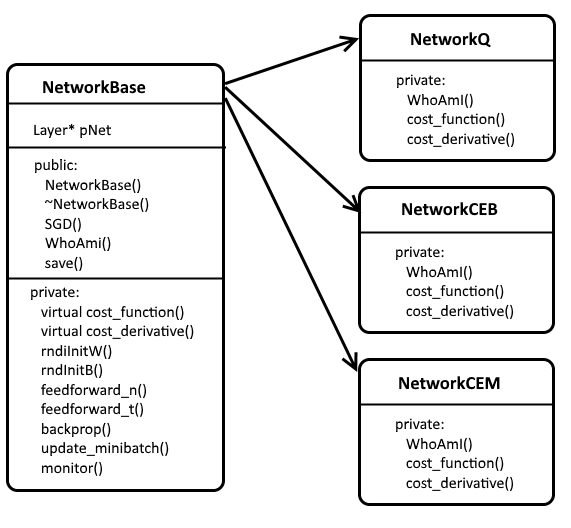 NetworkBase
Layer* pNet
public:
NetworkBase()
~NetworkBase()
SGD()
WhoAmi()
save()
private:
virtual cost_function()
virtual cost_derivative()
rndiInitW()
rndInitB()
feedforward_n()
feedforward_t()
backprop()
update_minibatch()
monitor()
NetworkQ
private:
WhoAmI()
cost_function()
cost_derivative()
NetworkCEB
private:
WhoAmI()
cost_function()
cost_derivative()
NetworkCEM
private:
WhoAmI()
cost_function()
cost_derivative()